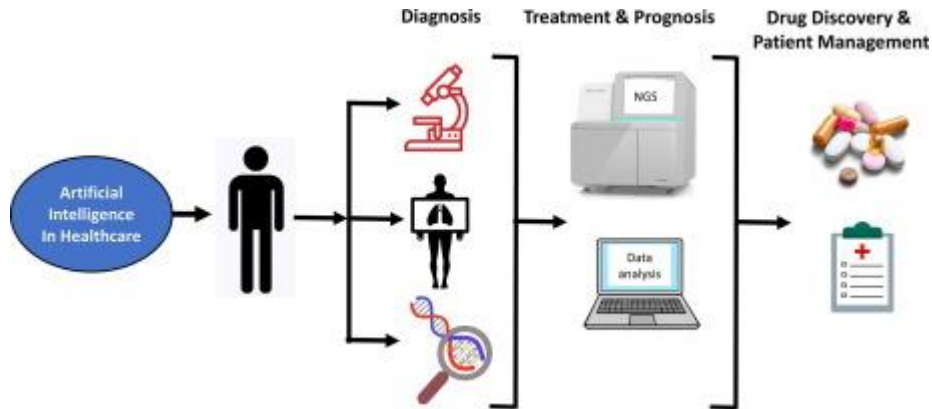 Diagnosis
Treatment & Prognosis
Drug Discovery &
Patient Management
Artificial
Intelligence
In Healthcare
NGS
Data
analysis